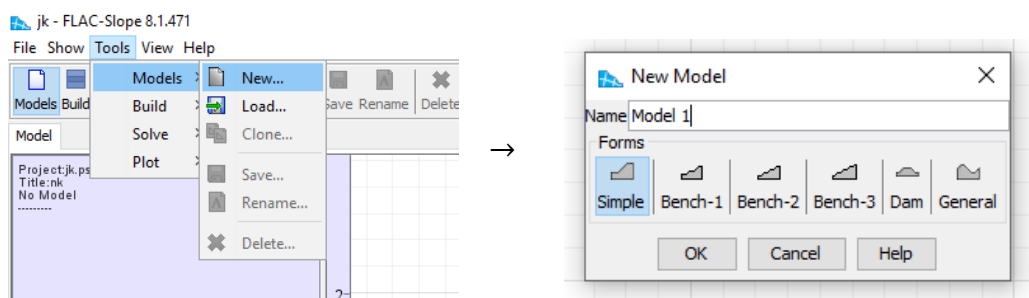 jk - FLAC-Slope 8.1.471
File Show Tools View Help
Models Build
Models
Build
Solve
Plot
New...
Load...
Clone...
Save...
Rename...
Delete...
Save Rename Delete
Model
Project:jk.ps
Title:nk
No Model
---------
2
→
New Model
Name Model 1
Forms
Simple Bench-1 Bench-2 Bench-3 Dam General
OK Cancel Help